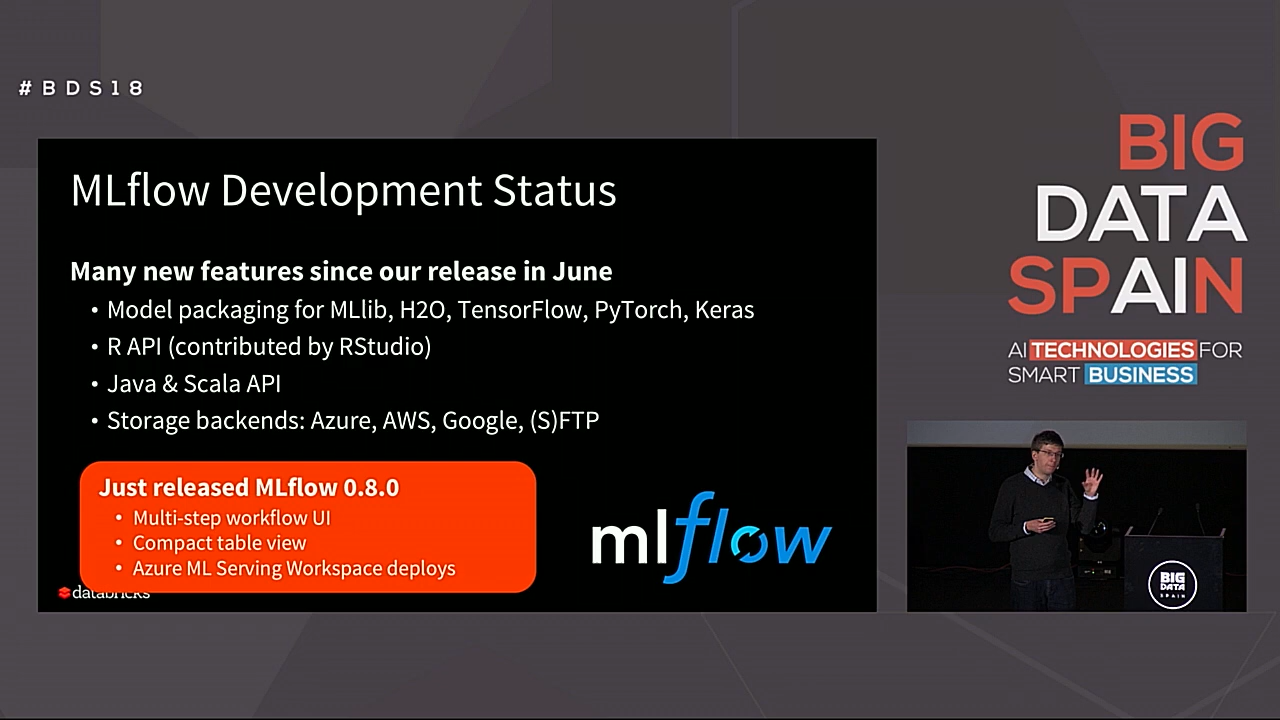 #BDS18
MLflow Development Status
Many new features since our release in June
• Model packaging for MLlib, H2O, TensorFlow, PyTorch, Keras
• R API (contributed by RStudio)
• Java & Scala API
• Storage backends: Azure, AWS, Google, (S)FTP
Just released MLflow 0.8.0
• Multi-step workflow UI
• Compact table view
• Azure ML Serving Workspace deploys
databricks
mlflow
BIG
DATA
SPAIN
AI TECHNOLOGIES FOR
SMART BUSINESS
BIG
DATA
SPAIN